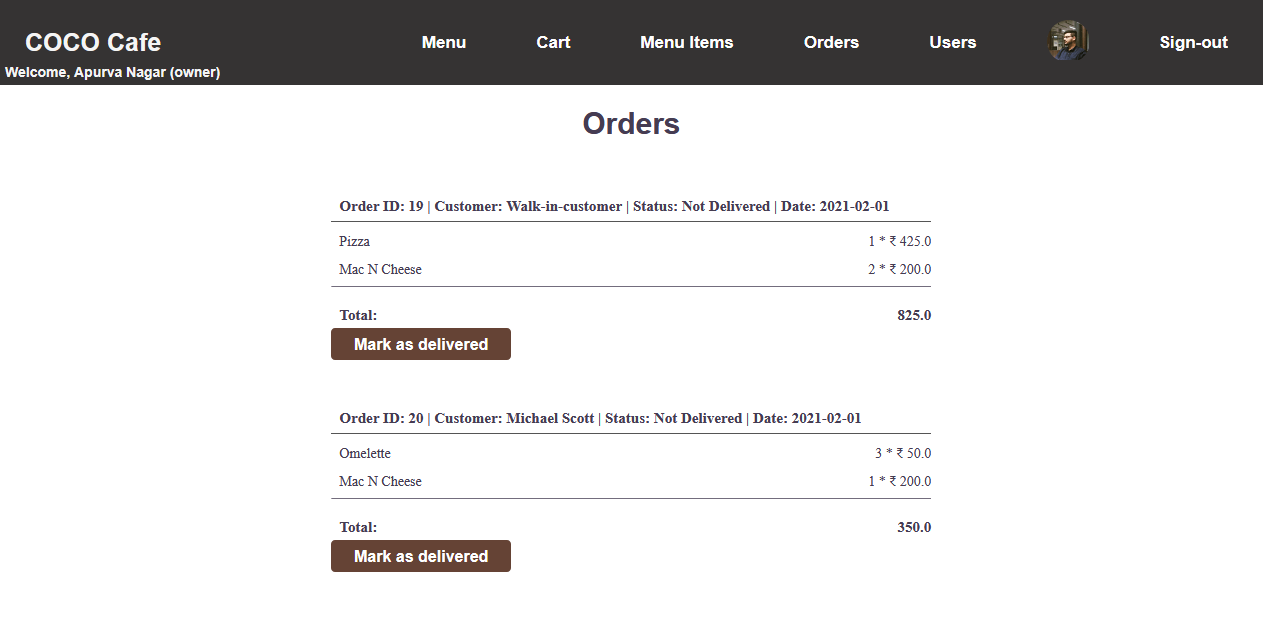 COCO Cafe
Welcome, Apurva Nagar (owner)
Menu Cart Menu Items Orders Users Sign-out
Orders
Order ID: 19 | Customer: Walk-in-customer | Status: Not Delivered | Date: 2021-02-01
Pizza 1 * ₹ 425.0
Mac N Cheese 2 * ₹ 200.0
Total: 825.0
Mark as delivered
Order ID: 20 | Customer: Michael Scott | Status: Not Delivered | Date: 2021-02-01
Omelette 3 * ₹ 50.0
Mac N Cheese 1 * ₹ 200.0
Total: 350.0
Mark as delivered